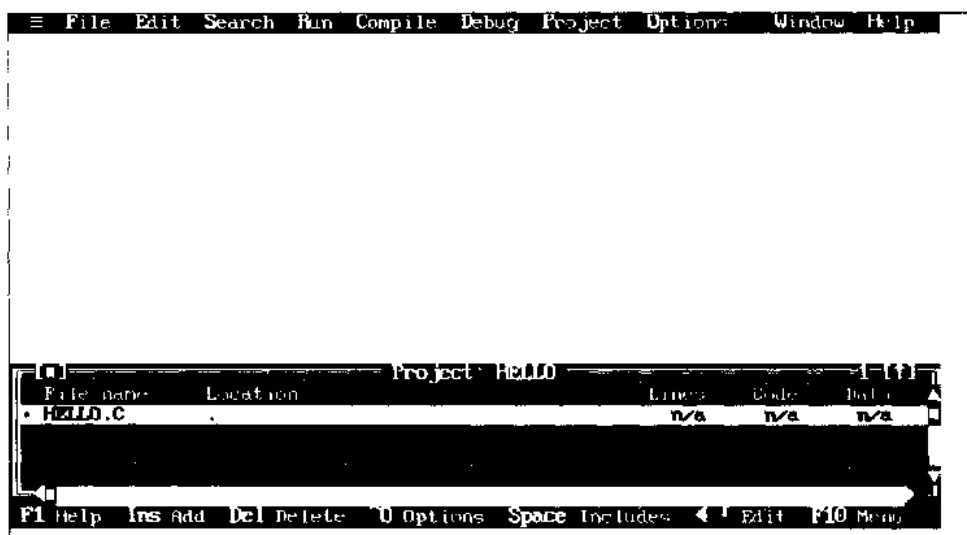 ≡ File Edit Search Run Compile Debug Project Options Window Help
[■] Project: HELLO 1=[↑]
File name Location Lines Code Data
• HELLO.C . n/a n/a n/a
F1 Help Ins Add Del Delete ^O Options Space Includes ◄┘ Edit F10 Menu